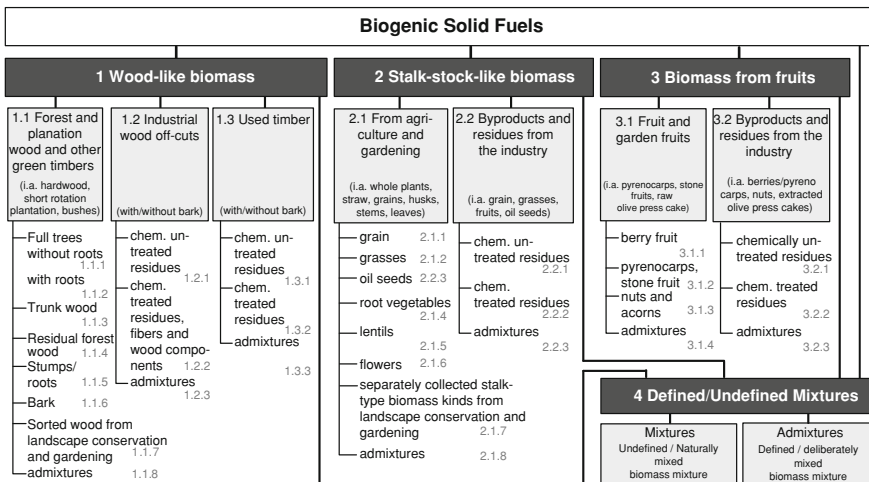 Biogenic Solid Fuels
1 Wood-like biomass
1.1 Forest and
planation
wood and other
green timbers
(i.a. hardwood,
short rotation
plantation, bushes)
Full trees
without roots
1.1.1
with roots
1.1.2
Trunk wood
1.1.3
Residual forest
wood
1.1.4
Stumps/
roots
1.1.5
Bark
1.1.6
Sorted wood from
landscape conservation
and gardening
1.1.7
admixtures
1.1.8
1.2 Industrial
wood off-cuts
(with/without bark)
chem. un-
treated
residues
1.2.1
chem.
treated
residues,
fibers and
wood compo-
nents
1.2.2
admixtures
1.2.3
1.3 Used timber
(with/without bark)
chem. un-
treated
residues
1.3.1
chem.
treated
residues
1.3.2
admixtures
1.3.3
2 Stalk-stock-like biomass
2.1 From agri-
culture and
gardening
(i.a. whole plants,
straw, grains, husks,
stems, leaves)
grain 2.1.1
grasses 2.1.2
oil seeds 2.2.3
root vegetables
2.1.4
lentils
2.1.5
flowers 2.1.6
separately collected stalk-
type biomass kinds from
landscape conservation and
gardening 2.1.7
admixtures 2.1.8
2.2 Byproducts and
residues from
the industry
(i.a. grain, grasses,
fruits, oil seeds)
chem. un-
treated residues
2.2.1
chem.
treated residues
2.2.2
admixtures
2.2.3
3 Biomass from fruits
3.1 Fruit and
garden fruits
(i.a. pyrenocarps, stone
fruits, raw
olive press cake)
berry fruit
3.1.1
pyrenocarps,
stone fruit 3.1.2
nuts and
acorns 3.1.3
admixtures
3.1.4
3.2 Byproducts and
residues from the
industry
(i.a. berries/pyreno
carps, nuts, extracted
olive press cakes)
chemically un-
treated residues
3.2.1
chem. treated
residues
3.2.2
admixtures
3.2.3
4 Defined/Undefined Mixtures
Mixtures
Undefined / Naturally
mixed
biomass mixture
Admixtures
Defined / deliberately
mixed
biomass mixture